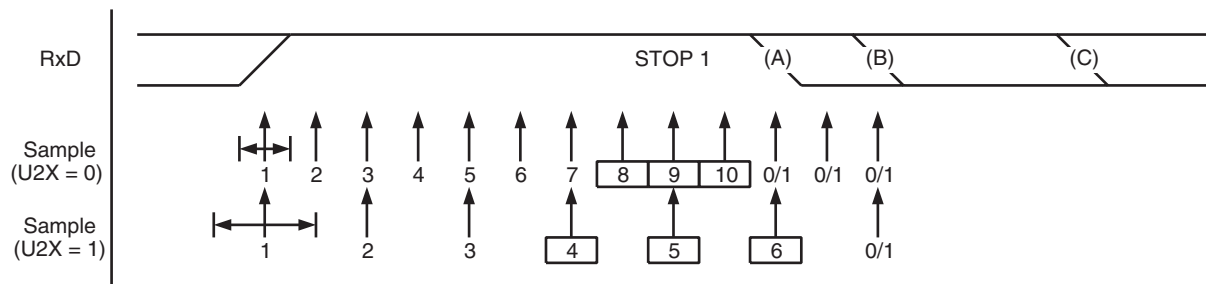 RxD
STOP 1
(A)
(B)
(C)
Sample
(U2X = 0)
1 2 3 4 5 6 7 8 9 10 0/1 0/1 0/1
Sample
(U2X = 1)
1 2 3 4 5 6 0/1